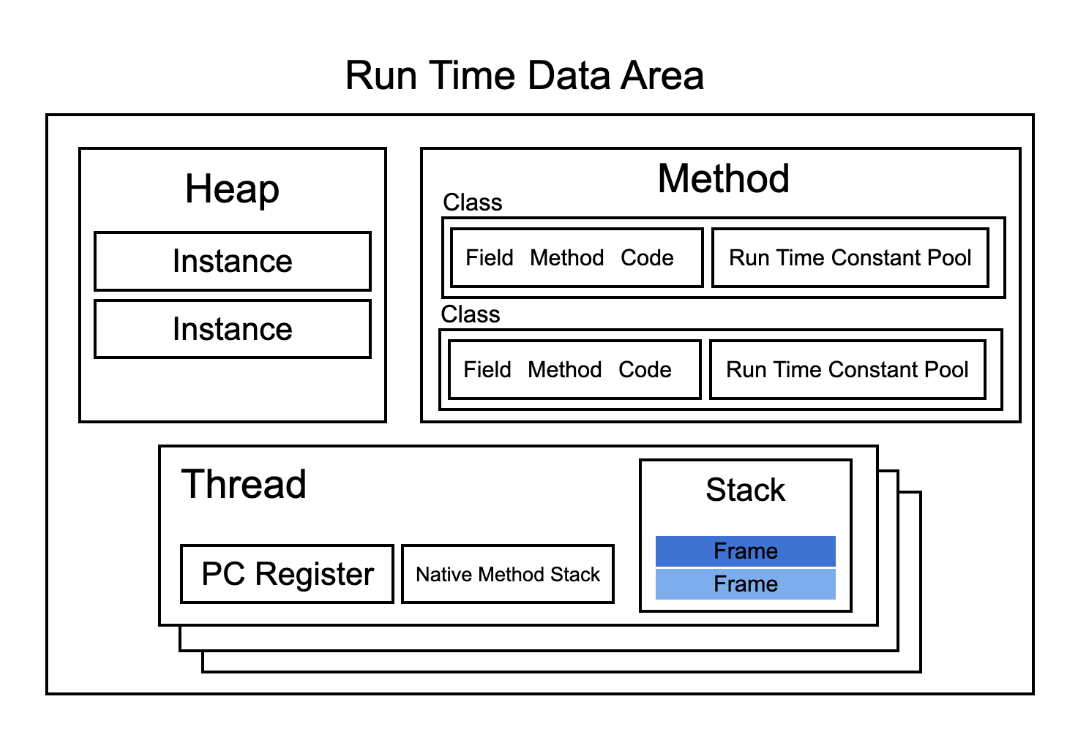 Run Time Data Area
Heap
Instance
Instance
Method
Class
Field Method Code
Run Time Constant Pool
Class
Field Method Code
Run Time Constant Pool
Thread
PC Register
Native Method Stack
Stack
Frame
Frame